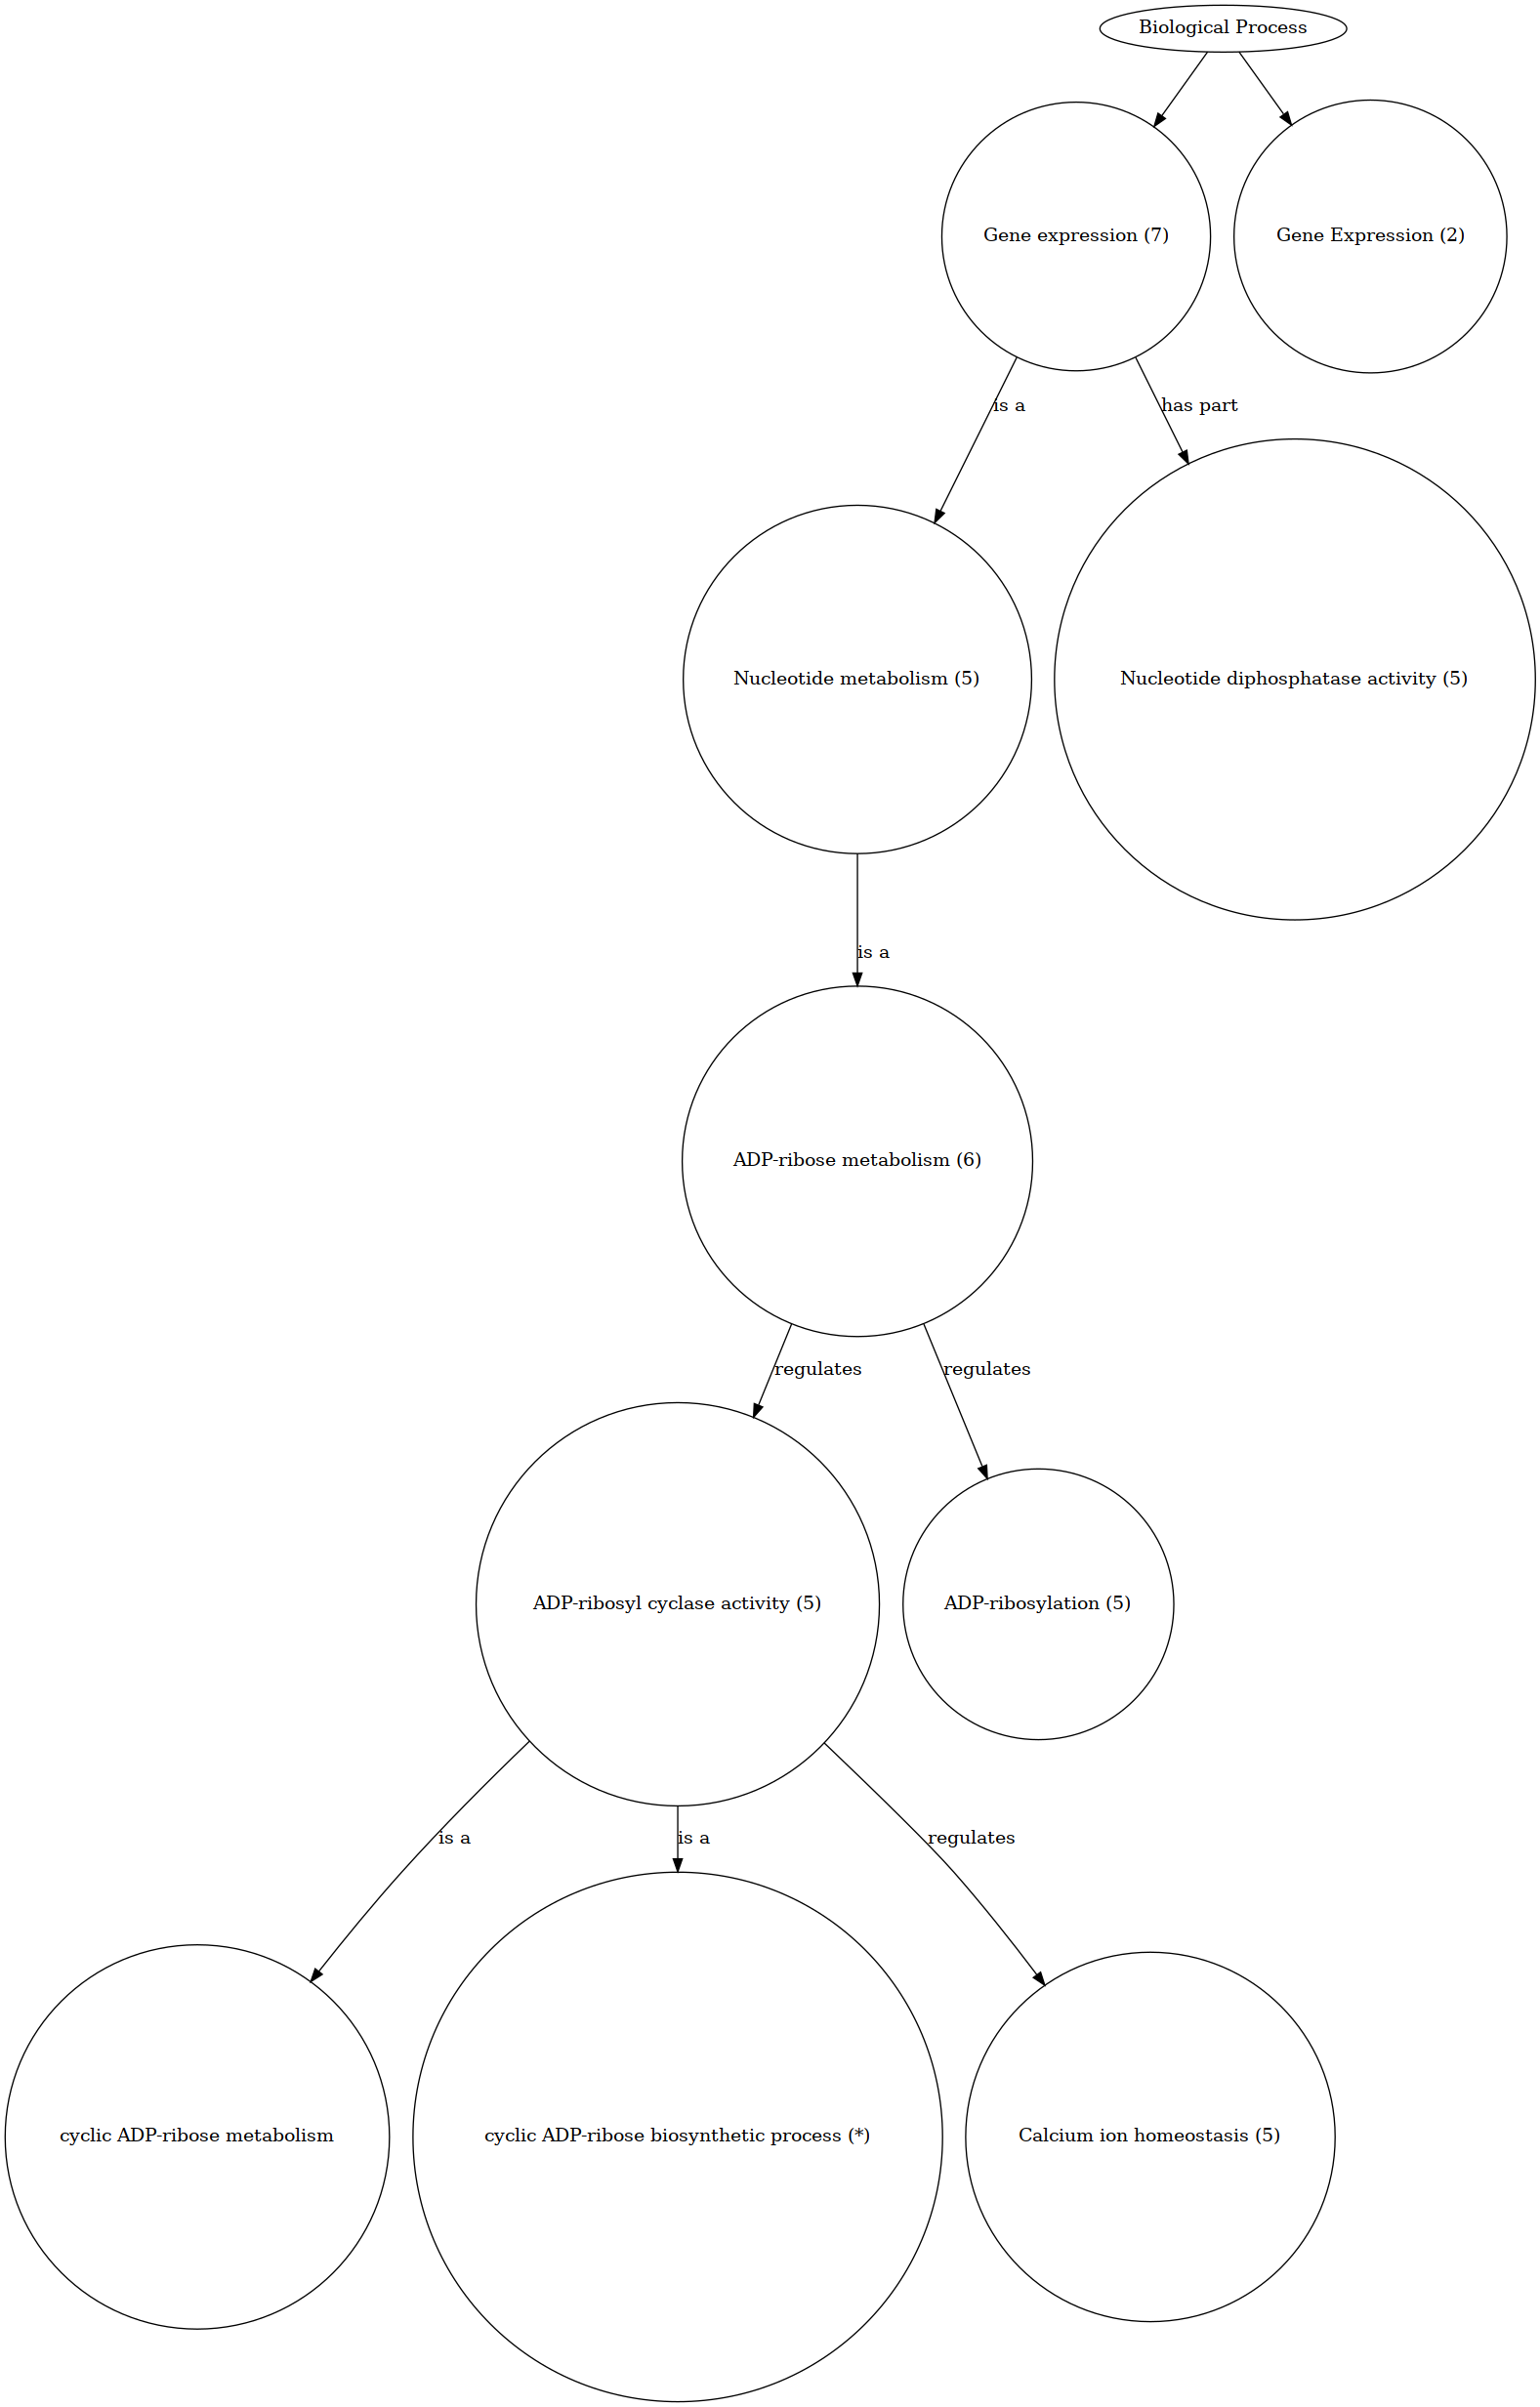 Biological Process
Gene expression (7)
Gene Expression (2)
is a
has part
Nucleotide metabolism (5)
Nucleotide diphosphatase activity (5)
is a
ADP-ribose metabolism (6)
regulates
regulates
ADP-ribosyl cyclase activity (5)
ADP-ribosylation (5)
is a
is a
regulates
cyclic ADP-ribose metabolism
cyclic ADP-ribose biosynthetic process (*)
Calcium ion homeostasis (5)